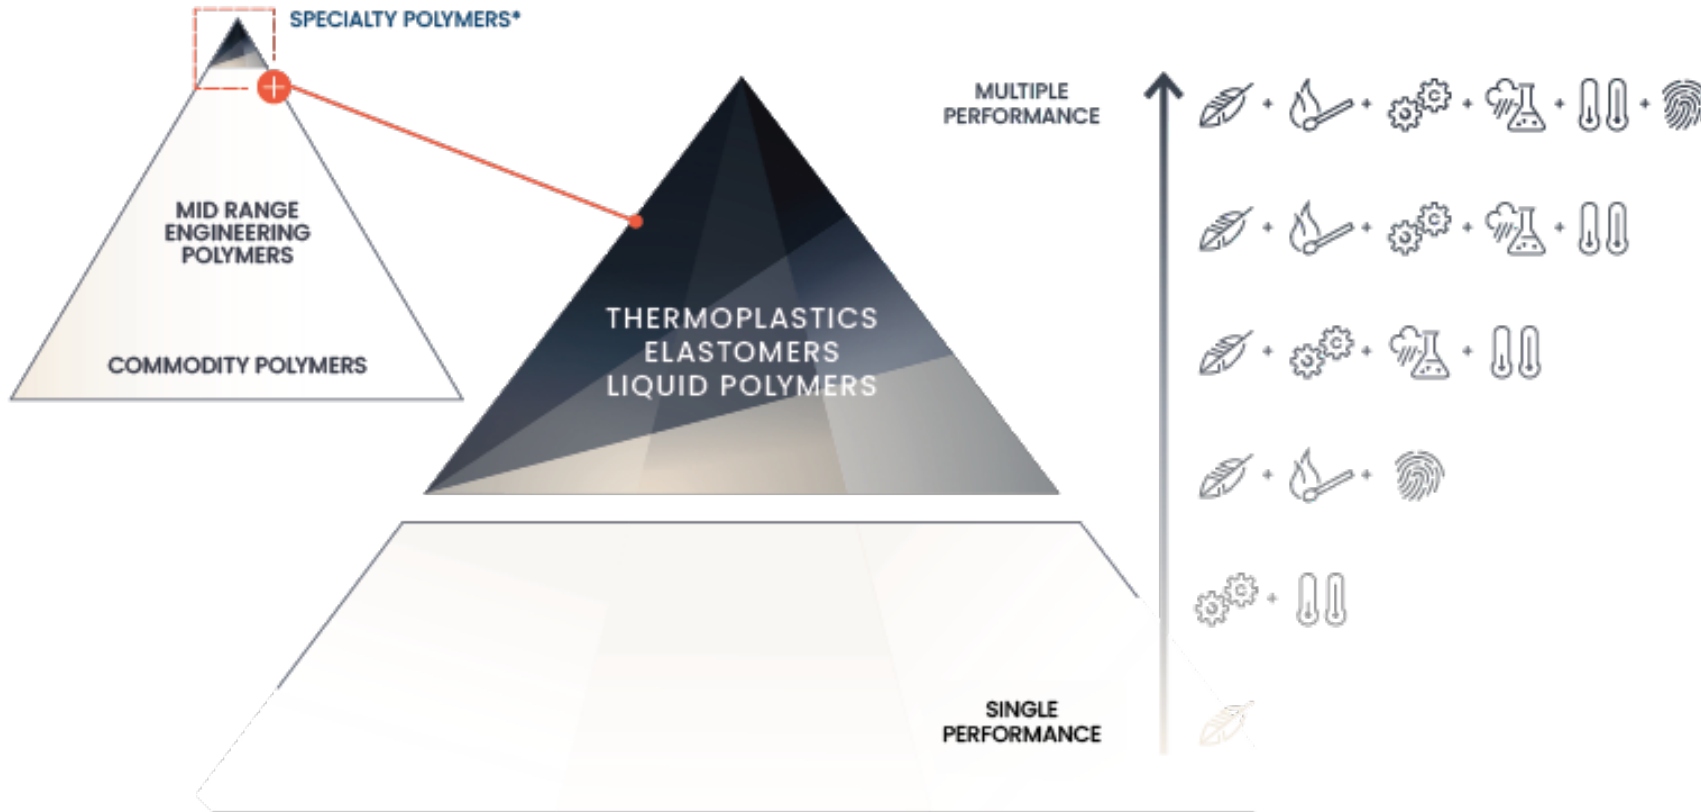 SPECIALTY POLYMERS*
MID RANGE
ENGINEERING
POLYMERS
COMMODITY POLYMERS
THERMOPLASTICS
ELASTOMERS
LIQUID POLYMERS
MULTIPLE
PERFORMANCE
SINGLE
PERFORMANCE